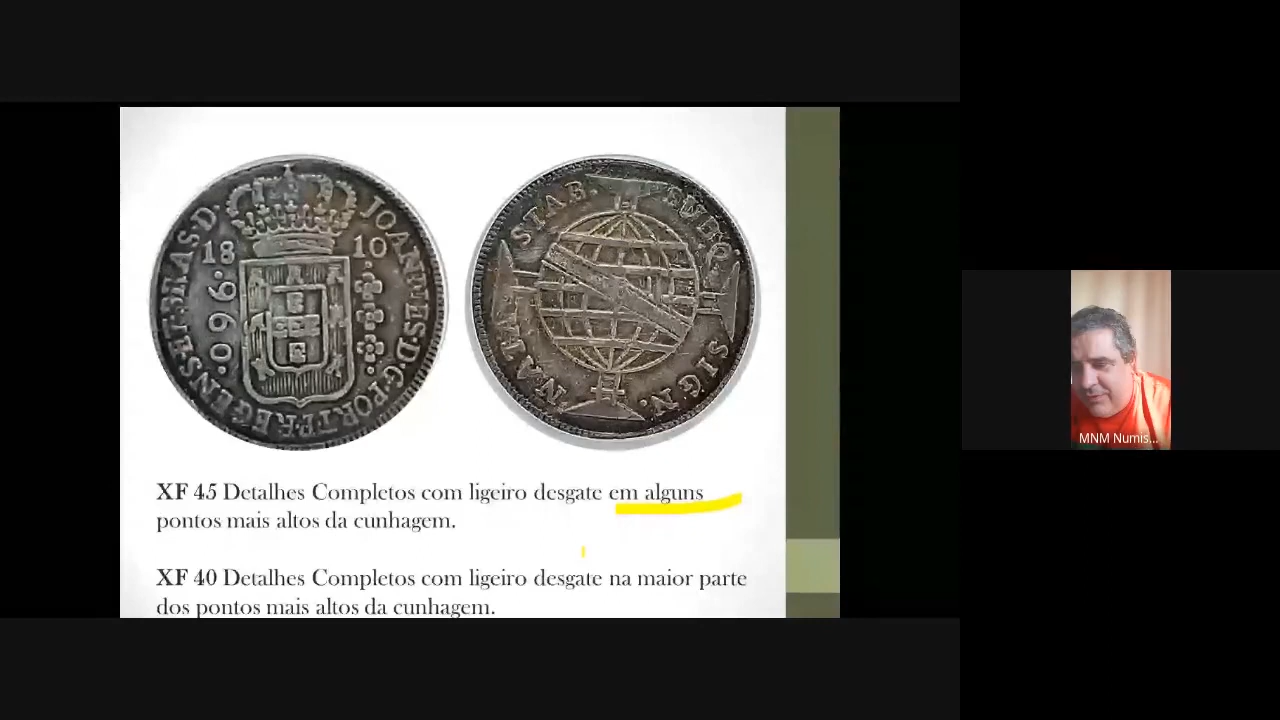 JOANNES·D·G·PORT·P·REGENS·ET·BRAS·D·
18 10
960
STAB. SUBQ. SIGN. NATA
XF 45 Detalhes Completos com ligeiro desgate em alguns
pontos mais altos da cunhagem.
XF 40 Detalhes Completos com ligeiro desgate na maior parte
dos pontos mais altos da cunhagem.
MNM Numis...